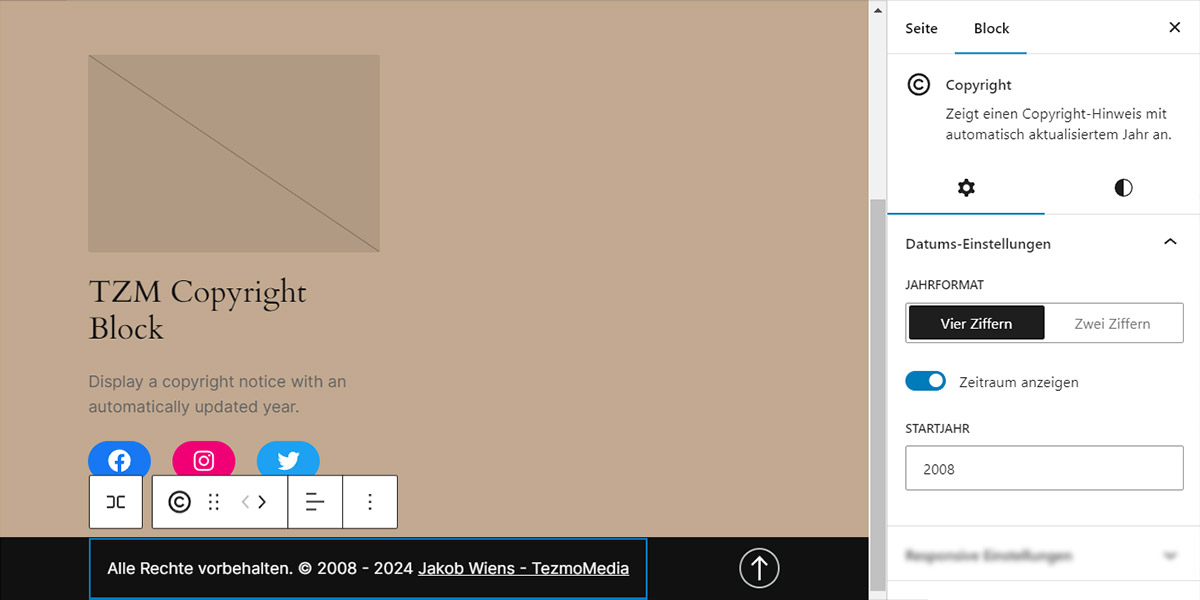 TZM Copyright
Block
Display a copyright notice with an
automatically updated year.
Alle Rechte vorbehalten. © 2008 - 2024 Jakob Wiens - TezmoMedia
Seite
Block
Copyright
Zeigt einen Copyright-Hinweis mit
automatisch aktualisiertem Jahr an.
Datums-Einstellungen
JAHRFORMAT
Vier Ziffern
Zwei Ziffern
Zeitraum anzeigen
STARTJAHR
2008
Responsive Einstellungen